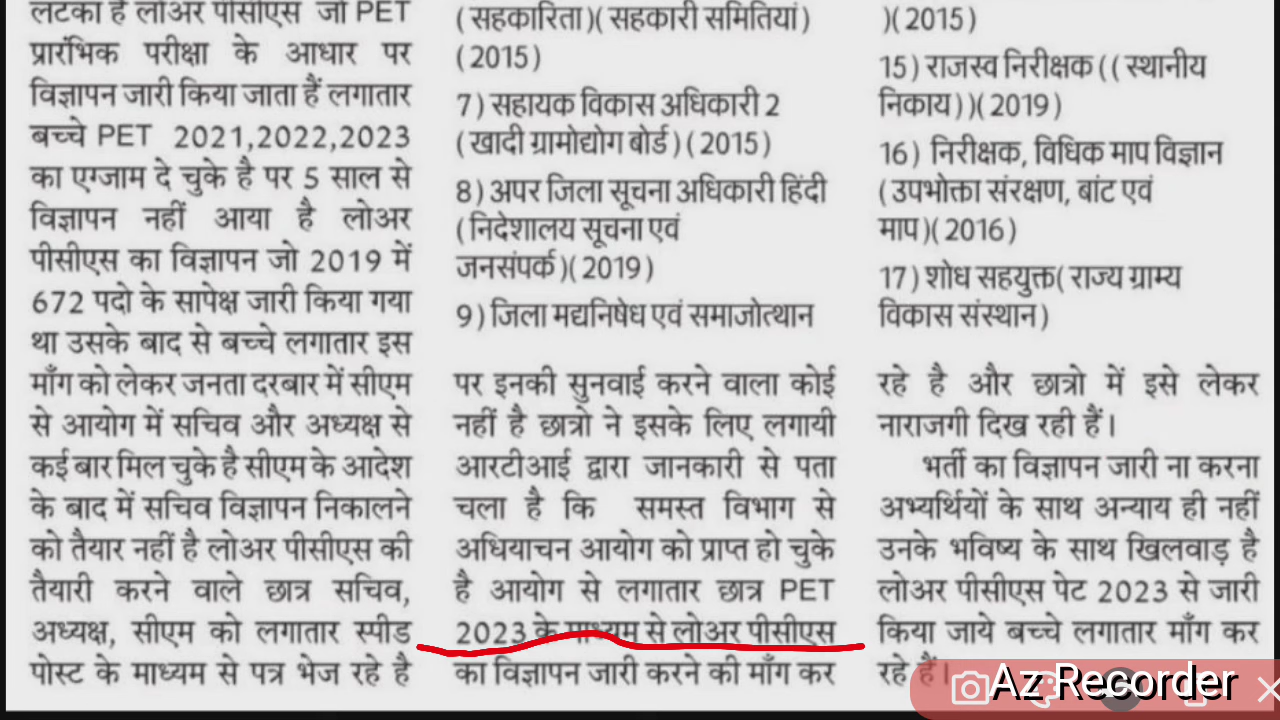 लटका है लोअर पीसीएस जो PET
प्रारंभिक परीक्षा के आधार पर
विज्ञापन जारी किया जाता हैं लगातार
बच्चे PET 2021,2022,2023
का एग्जाम दे चुके है पर 5 साल से
विज्ञापन नहीं आया है लोअर
पीसीएस का विज्ञापन जो 2019 में
672 पदो के सापेक्ष जारी किया गया
था उसके बाद से बच्चे लगातार इस
माँग को लेकर जनता दरबार में सीएम
से आयोग में सचिव और अध्यक्ष से
कई बार मिल चुके है सीएम के आदेश
के बाद में सचिव विज्ञापन निकालने
को तैयार नहीं है लोअर पीसीएस की
तैयारी करने वाले छात्र सचिव,
अध्यक्ष, सीएम को लगातार स्पीड
पोस्ट के माध्यम से पत्र भेज रहे है
(सहकारिता)(सहकारी समितियां)
(2015)
7) सहायक विकास अधिकारी 2
(खादी ग्रामोद्योग बोर्ड)(2015)
8) अपर जिला सूचना अधिकारी हिंदी
(निदेशालय सूचना एवं
जनसंपर्क)(2019)
9) जिला मद्यनिषेध एवं समाजोत्थान
)(2015)
15) राजस्व निरीक्षक ((स्थानीय
निकाय))(2019)
16) निरीक्षक, विधिक माप विज्ञान
(उपभोक्ता संरक्षण, बांट एवं
माप)(2016)
17) शोध सहयुक्त(राज्य ग्राम्य
विकास संस्थान)
पर इनकी सुनवाई करने वाला कोई
नहीं है छात्रो ने इसके लिए लगायी
आरटीआई द्वारा जानकारी से पता
चला है कि समस्त विभाग से
अधियाचन आयोग को प्राप्त हो चुके
है आयोग से लगातार छात्र PET
2023 के माध्यम से लोअर पीसीएस
का विज्ञापन जारी करने की माँग कर
रहे है और छात्रो में इसे लेकर
नाराजगी दिख रही हैं।
भर्ती का विज्ञापन जारी ना करना
अभ्यर्थियों के साथ अन्याय ही नहीं
उनके भविष्य के साथ खिलवाड़ है
लोअर पीसीएस पेट 2023 से जारी
किया जाये बच्चे लगातार माँग कर
रहे हैं।
Az Recorder